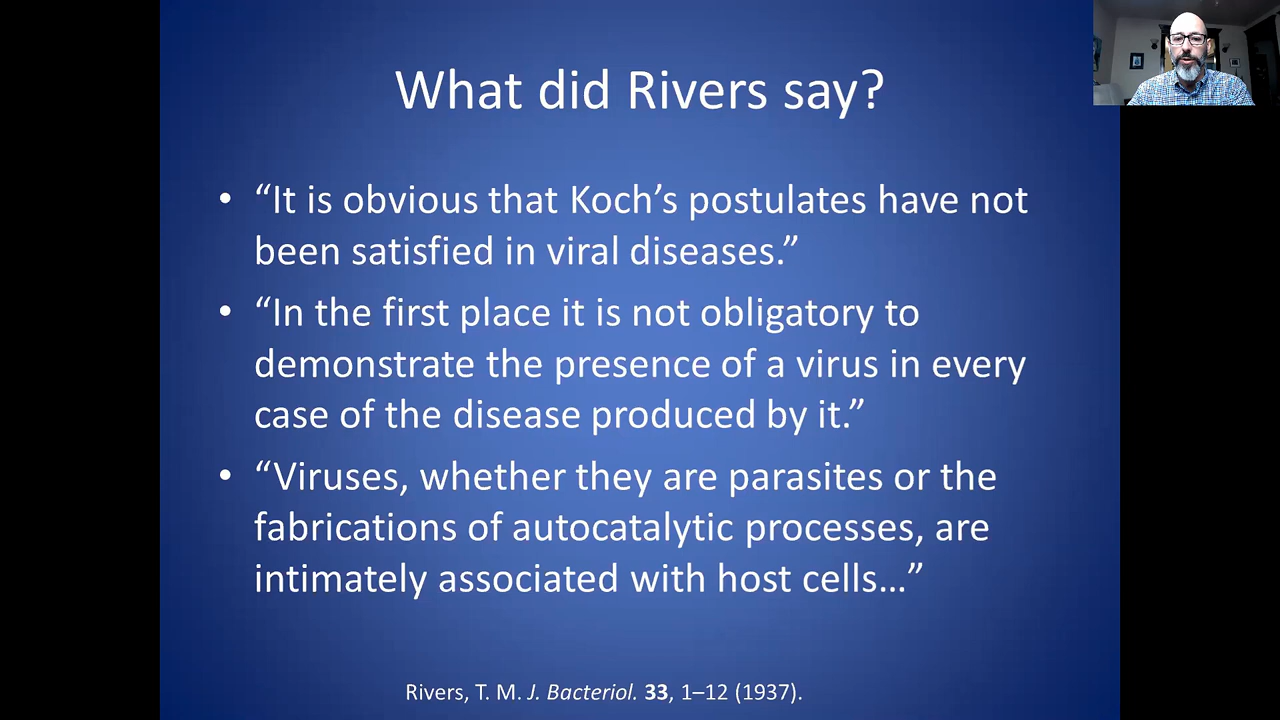 What did Rivers say?
• “It is obvious that Koch’s postulates have not
been satisfied in viral diseases.”
• “In the first place it is not obligatory to
demonstrate the presence of a virus in every
case of the disease produced by it.”
• “Viruses, whether they are parasites or the
fabrications of autocatalytic processes, are
intimately associated with host cells…”
Rivers, T. M. J. Bacteriol. 33, 1–12 (1937).